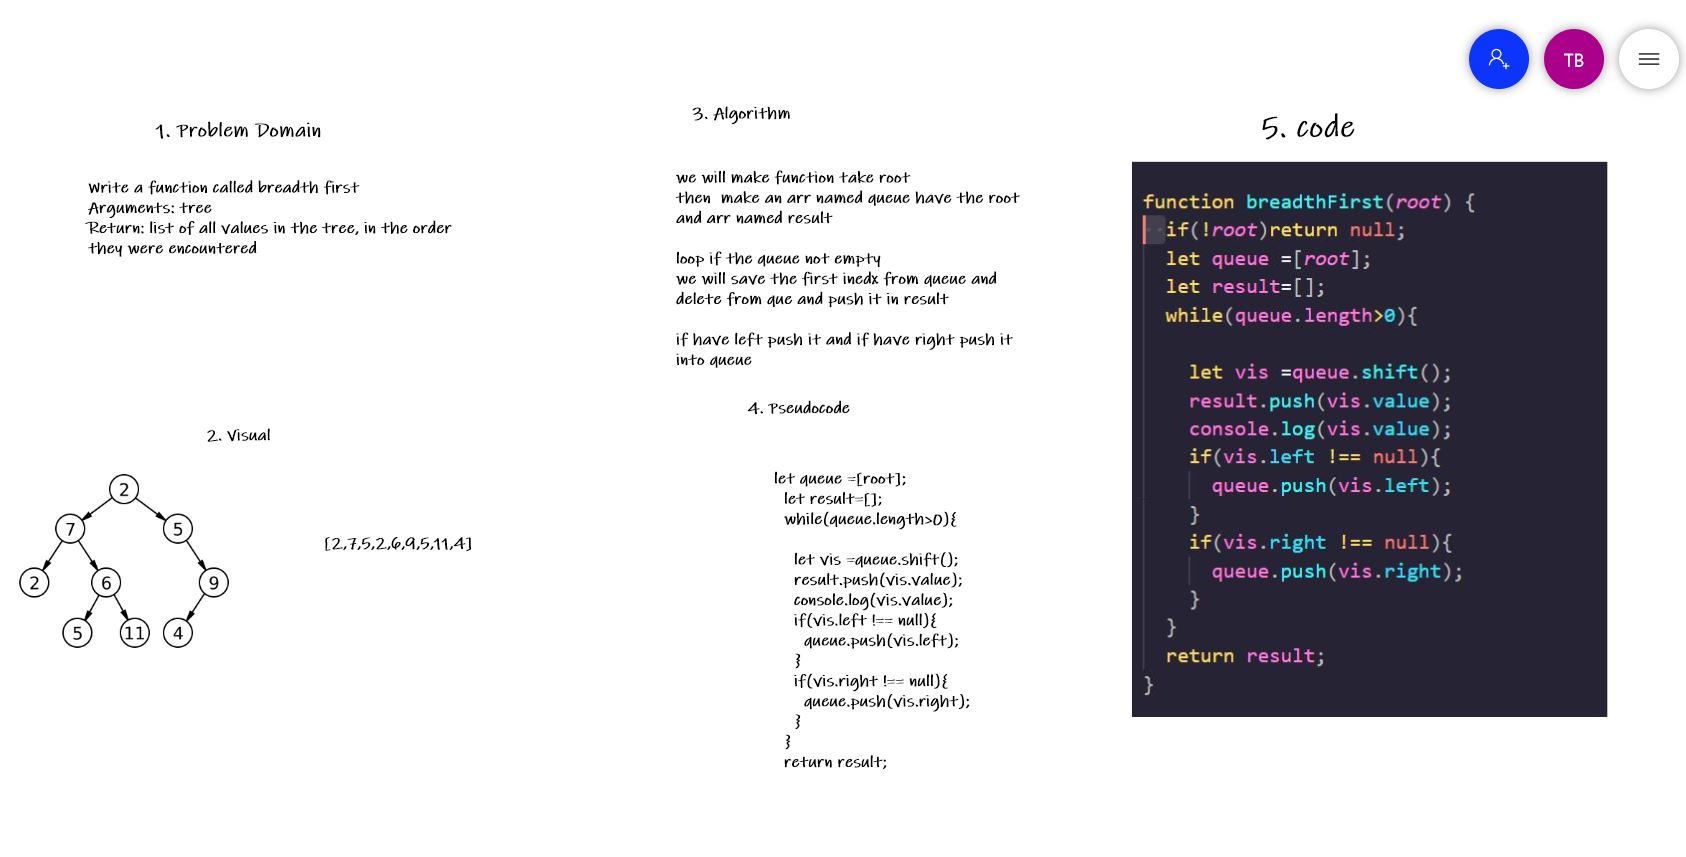 TB
1. Problem Domain
Write a function called breadth first
Arguments: tree
Return: list of all values in the tree, in the order
they were encountered
2. Visual
2
7
5
2
6
9
5
11
4
[2,7,5,2,6,9,5,11,4]
3. Algorithm
we will make function take root
then make an arr named queue have the root
and arr named result
loop if the queue not empty
we will save the first inedx from queue and
delete from que and push it in result
if have left push it and if have right push it
into queue
4. Pseudocode
let queue =[root];
let result=[];
while(queue.length>0){
let vis =queue.shift();
result.push(vis.value);
console.log(vis.value);
if(vis.left !== null){
queue.push(vis.left);
}
if(vis.right !== null){
queue.push(vis.right);
}
}
return result;
5. code
function breadthFirst(root) {
if(!root)return null;
let queue =[root];
let result=[];
while(queue.length>0){
let vis =queue.shift();
result.push(vis.value);
console.log(vis.value);
if(vis.left !== null){
queue.push(vis.left);
}
if(vis.right !== null){
queue.push(vis.right);
}
}
return result;
}